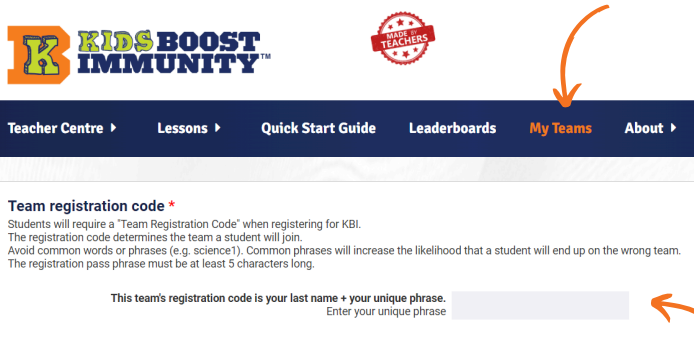 K KIDS BOOST
IMMUNITY™
MADE BY
TEACHERS
Teacher Centre Lessons Quick Start Guide Leaderboards My Teams About
Team registration code *
Students will require a "Team Registration Code" when registering for KBI.
The registration code determines the team a student will join.
Avoid common words or phrases (e.g. science1). Common phrases will increase the likelihood that a student will end up on the wrong team.
The registration pass phrase must be at least 5 characters long.
This team's registration code is your last name + your unique phrase.
Enter your unique phrase